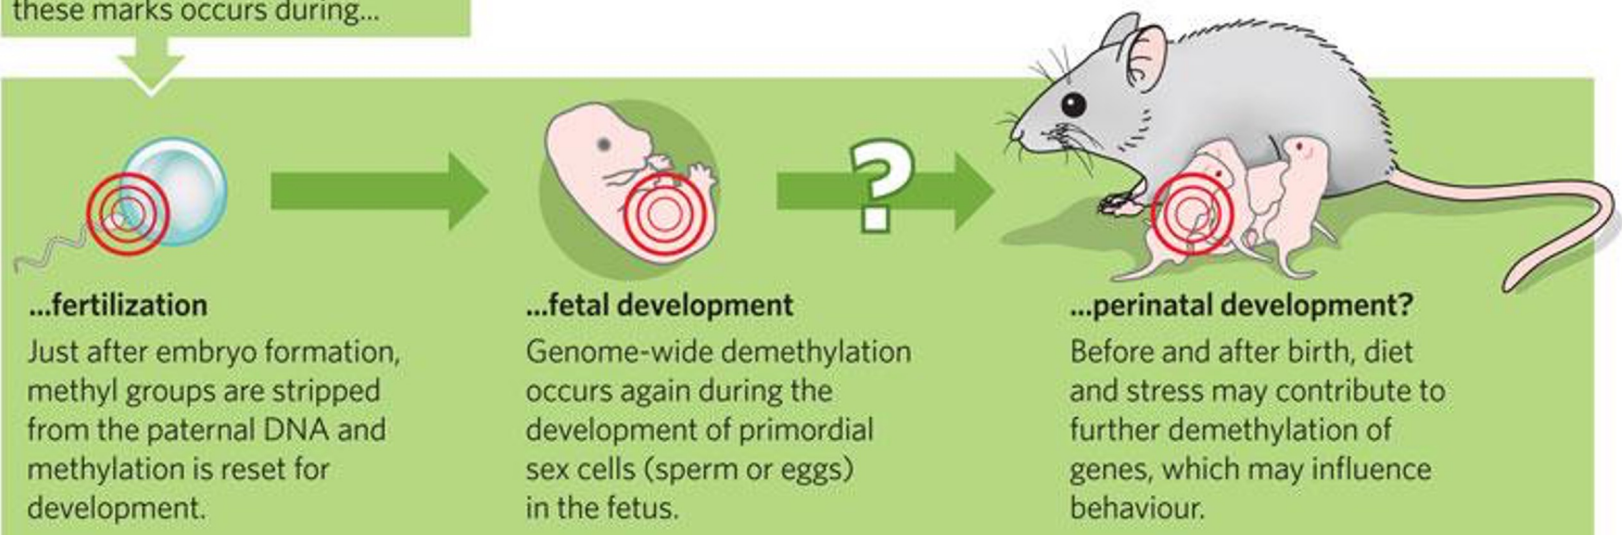 these marks occurs during...
?
...fertilization
Just after embryo formation,
methyl groups are stripped
from the paternal DNA and
methylation is reset for
development.
...fetal development
Genome-wide demethylation
occurs again during the
development of primordial
sex cells (sperm or eggs)
in the fetus.
...perinatal development?
Before and after birth, diet
and stress may contribute to
further demethylation of
genes, which may influence
behaviour.